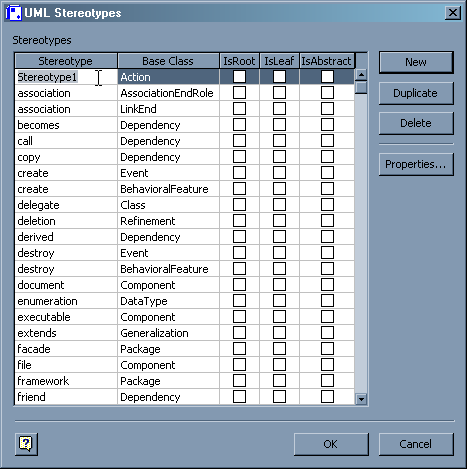 UML Stereotypes
Stereotypes
Stereotype Base Class IsRoot IsLeaf IsAbstract
Stereotype1 Action
association AssociationEndRole
association LinkEnd
becomes Dependency
call Dependency
copy Dependency
create Event
create BehavioralFeature
delegate Class
deletion Refinement
derived Dependency
destroy Event
destroy BehavioralFeature
document Component
enumeration DataType
executable Component
extends Generalization
facade Package
file Component
framework Package
friend Dependency
New
Duplicate
Delete
Properties...
?
OK Cancel